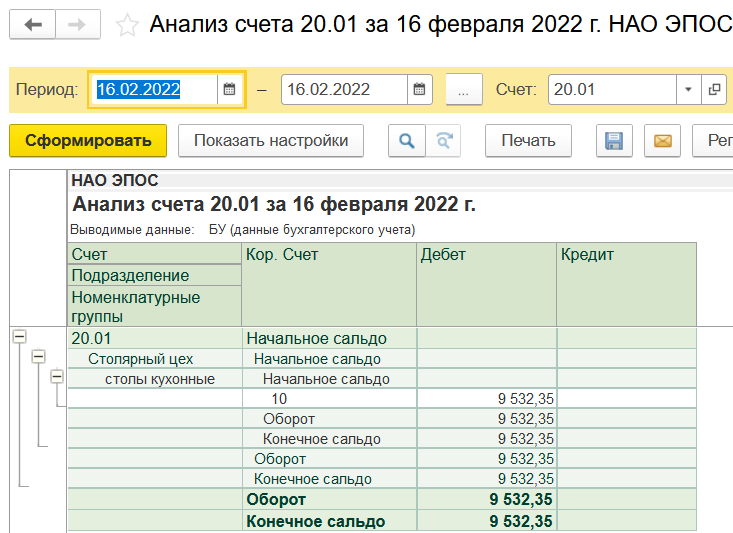 Анализ счета 20.01 за 16 февраля 2022 г. НАО ЭПОС
Период: 16.02.2022 – 16.02.2022 ... Счет: 20.01
Сформировать Показать настройки Печать Рег
НАО ЭПОС
Анализ счета 20.01 за 16 февраля 2022 г.
Выводимые данные: БУ (данные бухгалтерского учета)
Счет Кор. Счет Дебет Кредит
Подразделение
Номенклатурные
группы
20.01 Начальное сальдо
Столярный цех Начальное сальдо
столы кухонные Начальное сальдо
10 9 532,35
Оборот 9 532,35
Конечное сальдо 9 532,35
Оборот 9 532,35
Конечное сальдо 9 532,35
Оборот 9 532,35
Конечное сальдо 9 532,35